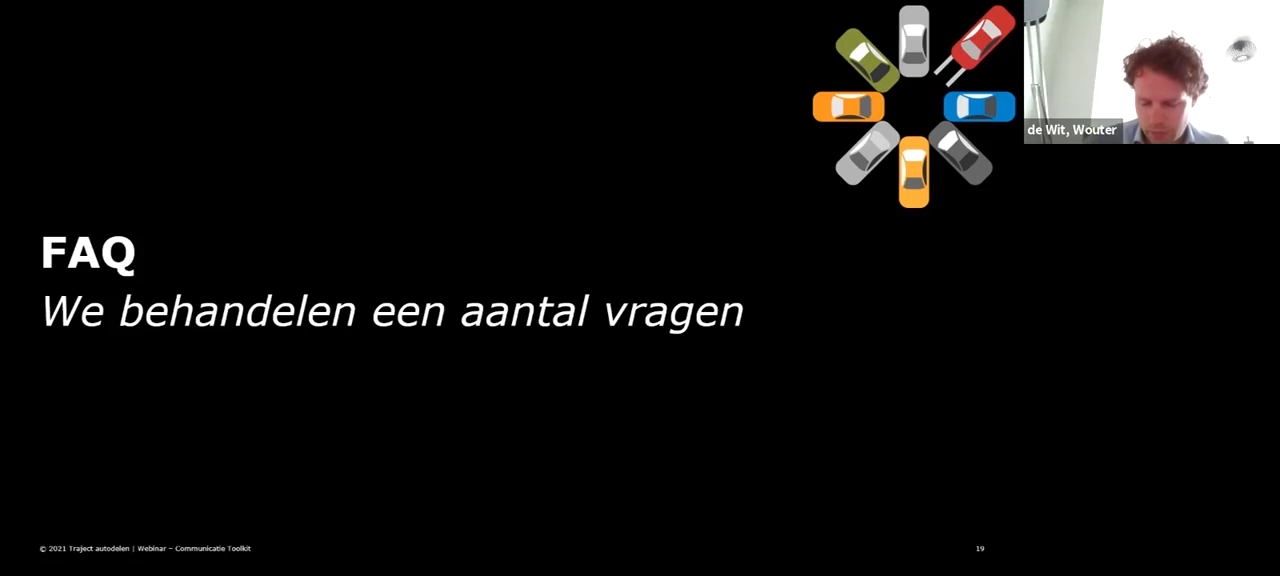 de Wit, Wouter
FAQ
We behandelen een aantal vragen
© 2021 Traject autodelen | Webinar – Communicatie Toolkit
19